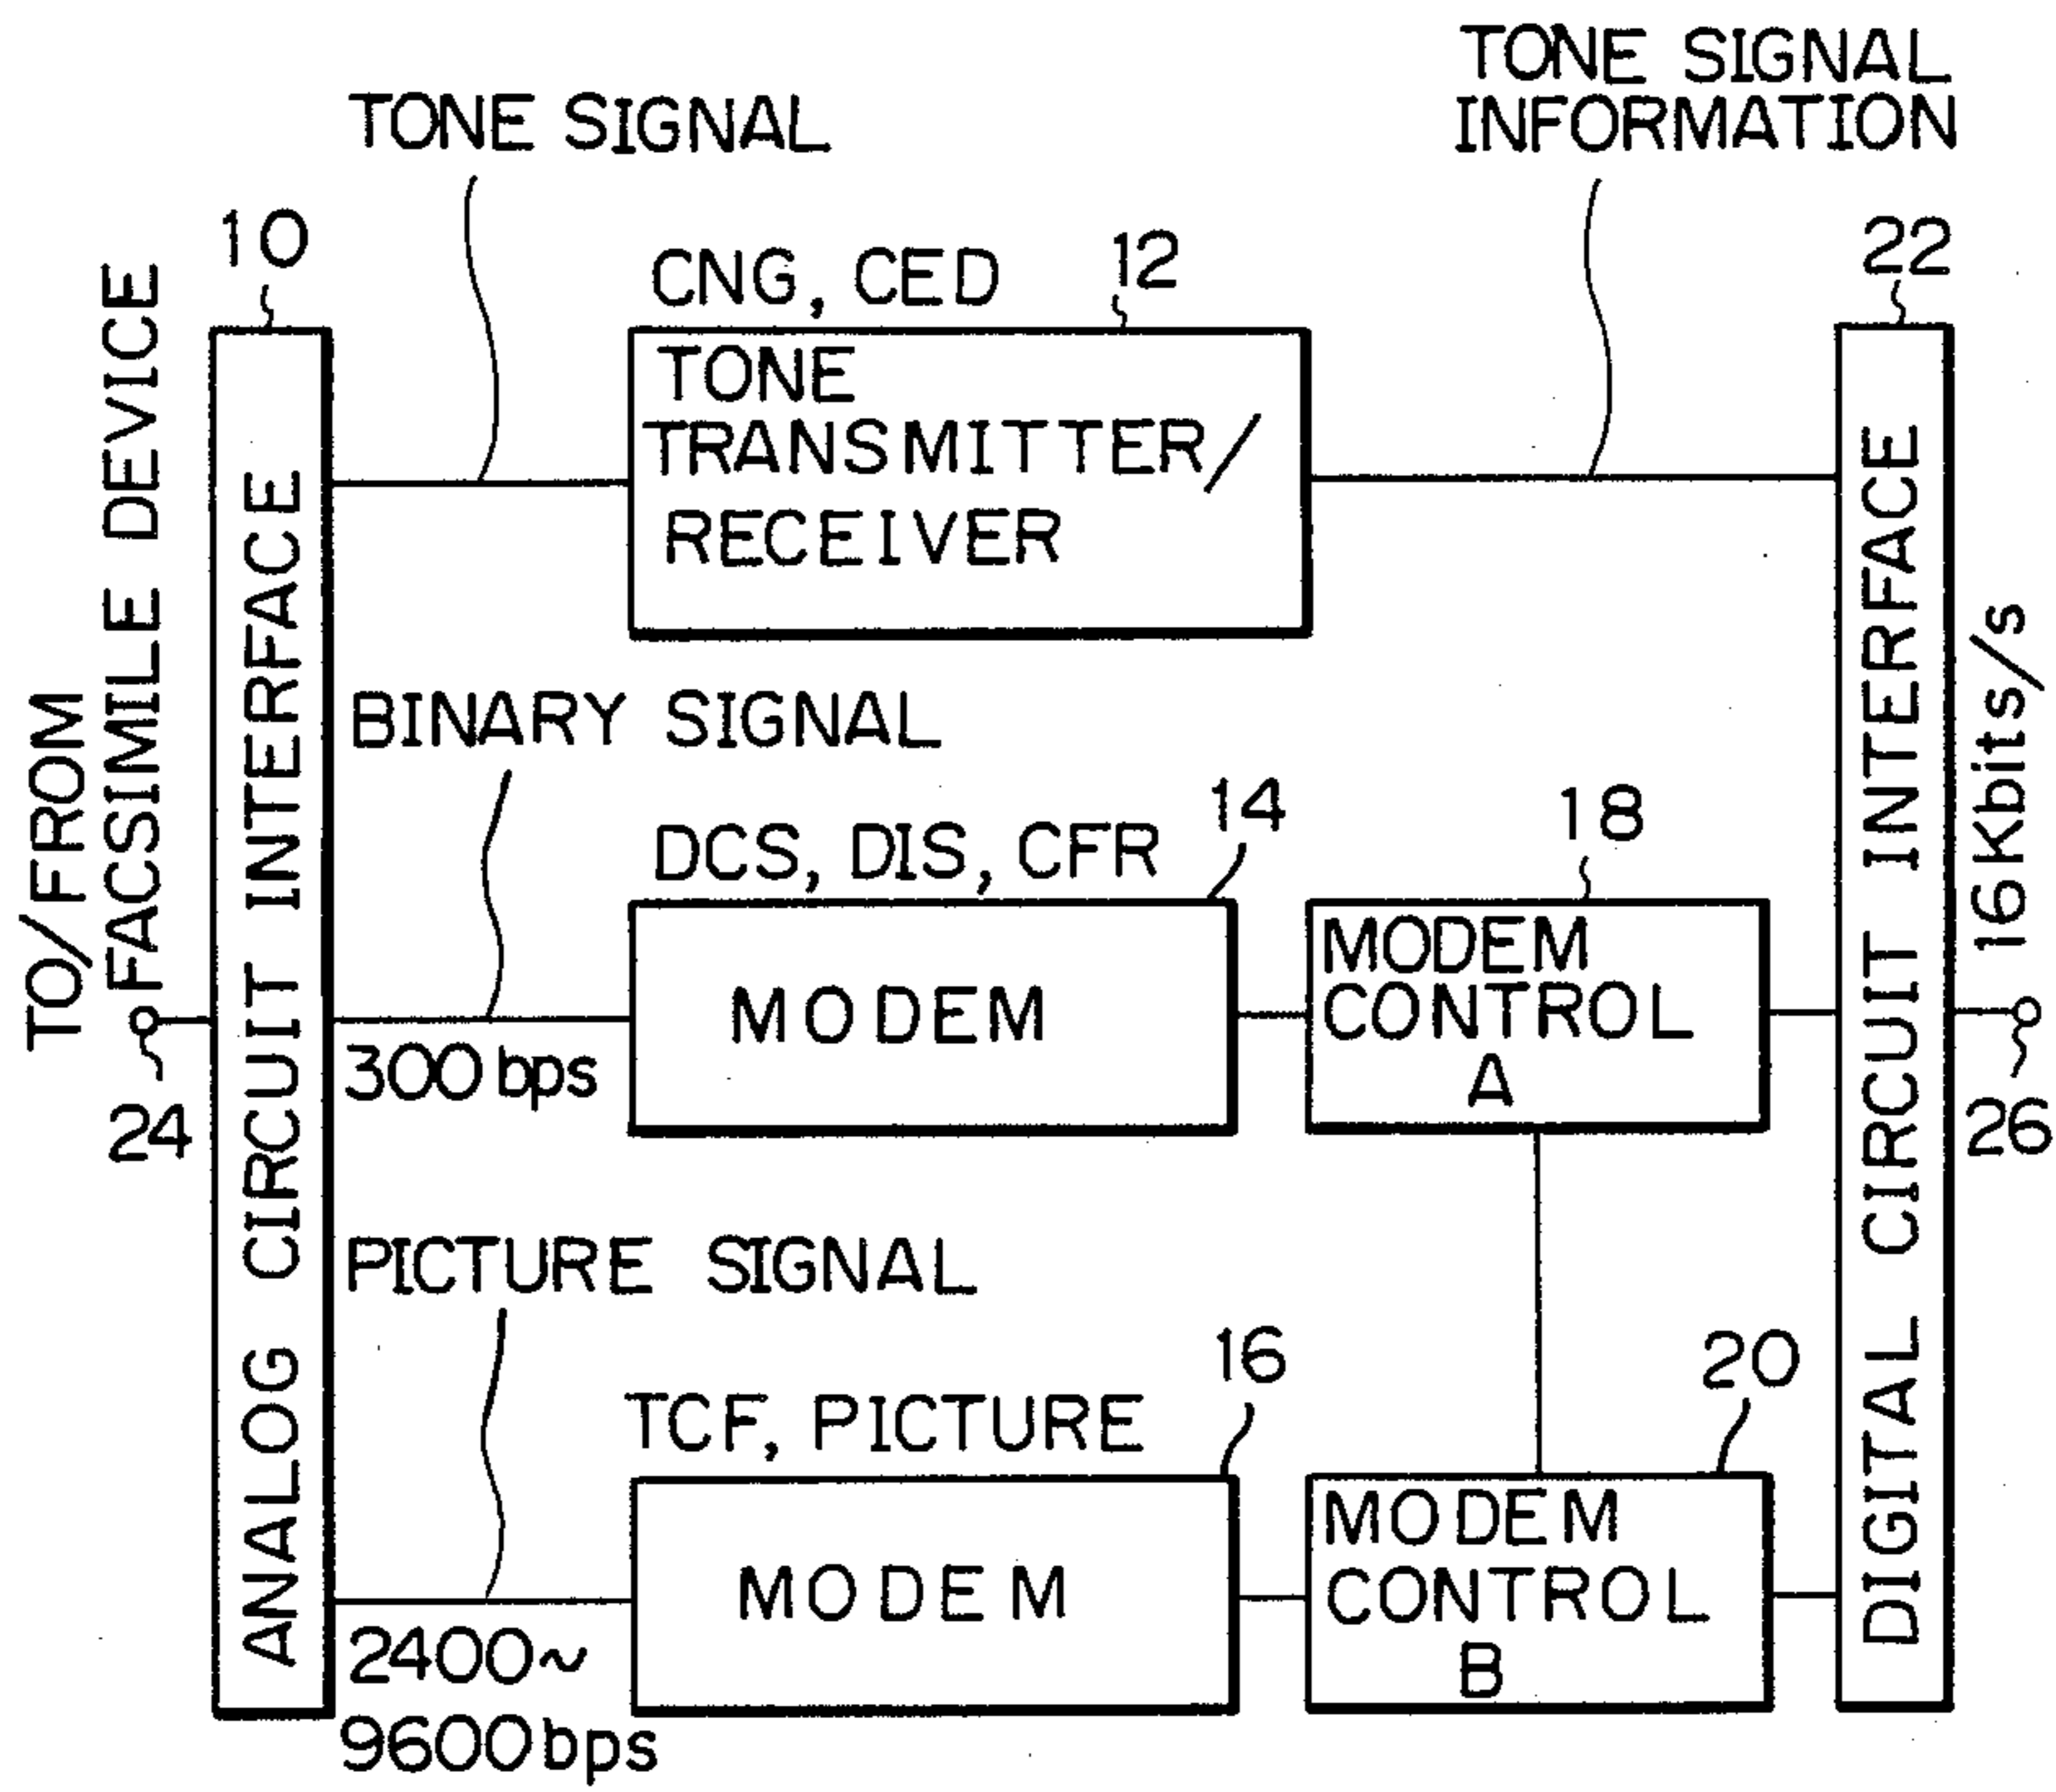 TONE SIGNAL
INFORMATION
TONE SIGNAL
10
CNG, CED
12
22
TO/FROM
FACSIMILE DEVICE
ANALOG CIRCUIT INTERFACE
TONE
TRANSMITTER/
RECEIVER
DIGITAL CIRCUIT INTERFACE
16Kbits/s
BINARY SIGNAL
14
18
DCS, DIS, CFR
MODEM
MODEM
CONTROL
A
300 bps
24
26
PICTURE SIGNAL
16
20
TCF, PICTURE
MODEM
MODEM
CONTROL
B
2400~
9600 bps